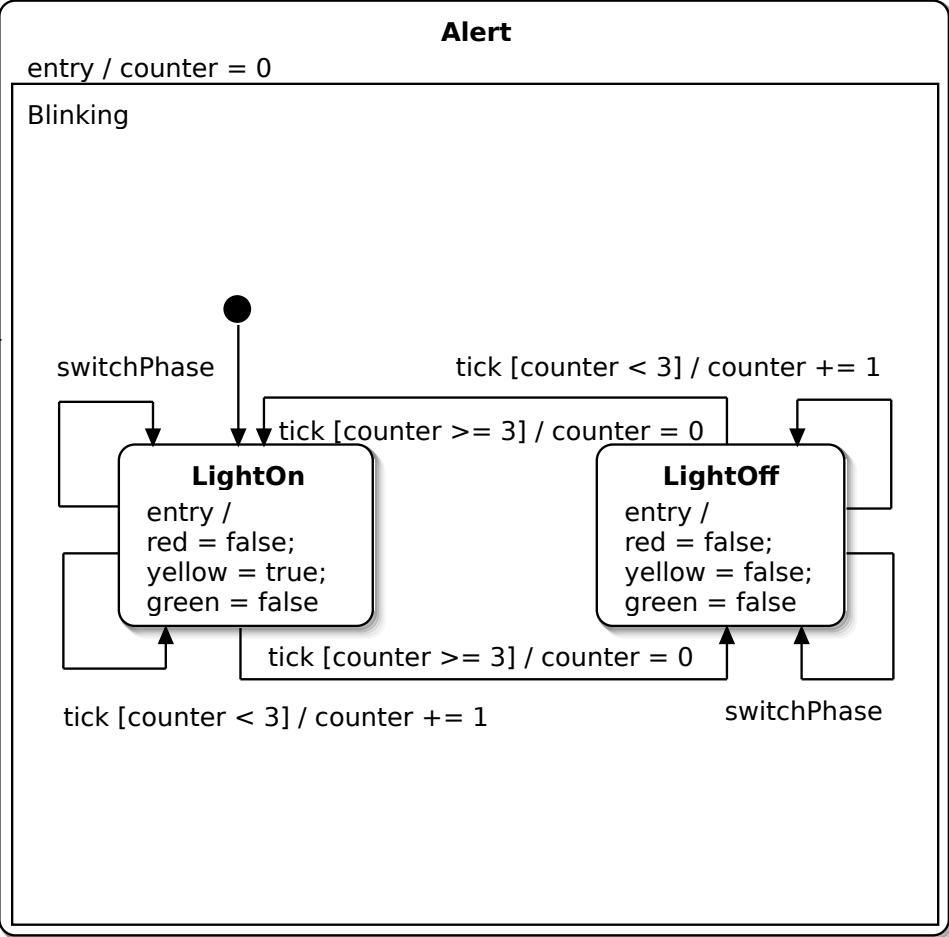 Alert
entry / counter = 0
Blinking
switchPhase
tick [counter < 3] / counter += 1
tick [counter >= 3] / counter = 0
LightOn
entry /
red = false;
yellow = true;
green = false
LightOff
entry /
red = false;
yellow = false;
green = false
tick [counter >= 3] / counter = 0
tick [counter < 3] / counter += 1
switchPhase